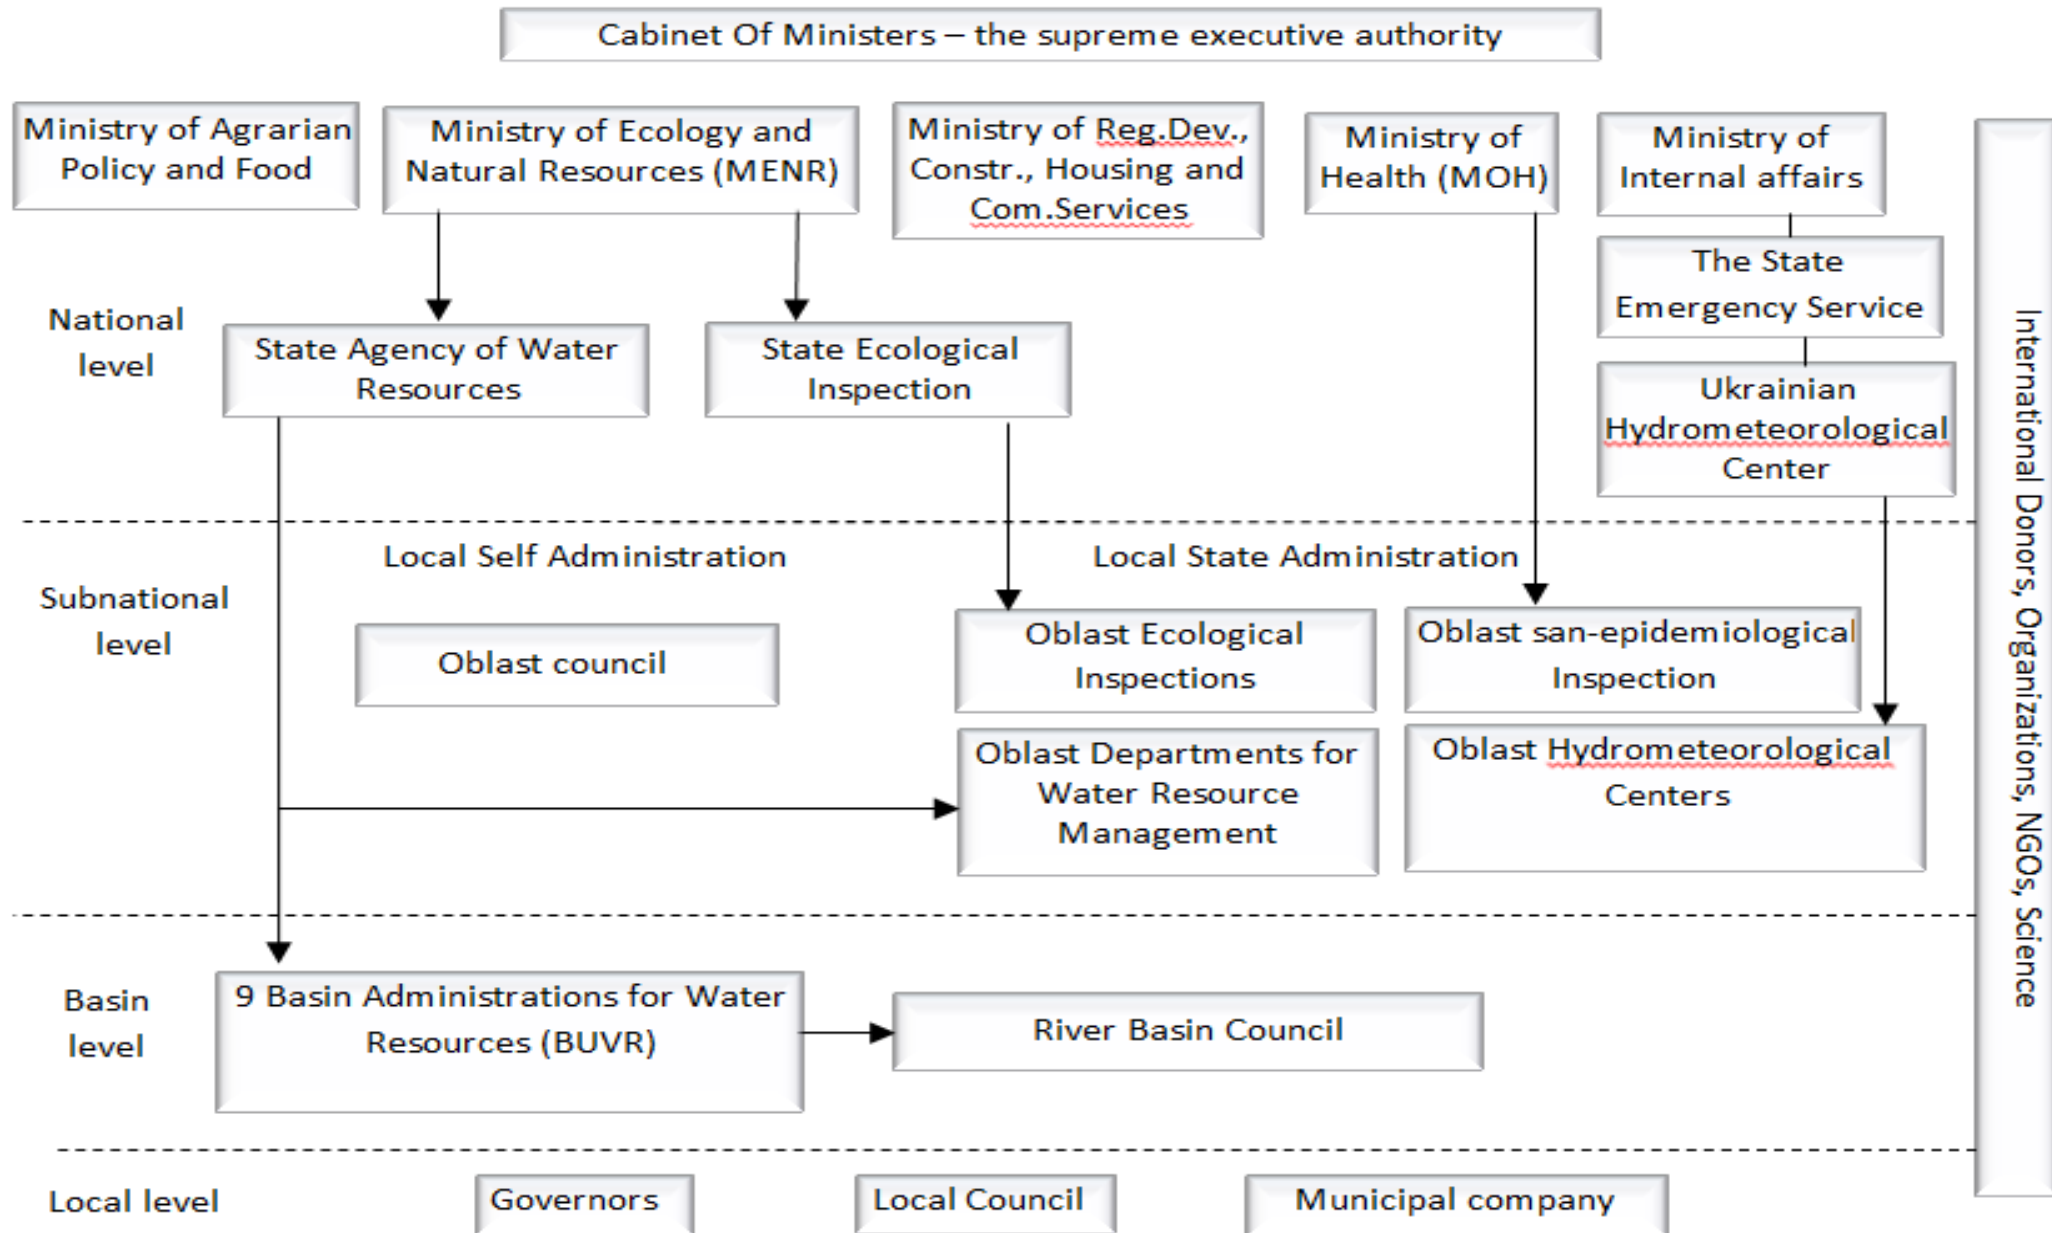 Cabinet Of Ministers – the supreme executive authority
Ministry of Agrarian
Policy and Food
Ministry of Ecology and
Natural Resources (MENR)
Ministry of Reg.Dev.,
Constr., Housing and
Com.Services
Ministry of
Health (MOH)
Ministry of
Internal affairs
The State
Emergency Service
National
level
State Agency of Water
Resources
State Ecological
Inspection
Ukrainian
Hydrometeorological
Center
International Donors, Organizations, NGOs, Science
Local Self Administration
Local State Administration
Subnational
level
Oblast council
Oblast Ecological
Inspections
Oblast san-epidemiological
Inspection
Oblast Departments for
Water Resource
Management
Oblast Hydrometeorological
Centers
Basin
level
9 Basin Administrations for Water
Resources (BUVR)
River Basin Council
Local level
Governors
Local Council
Municipal company